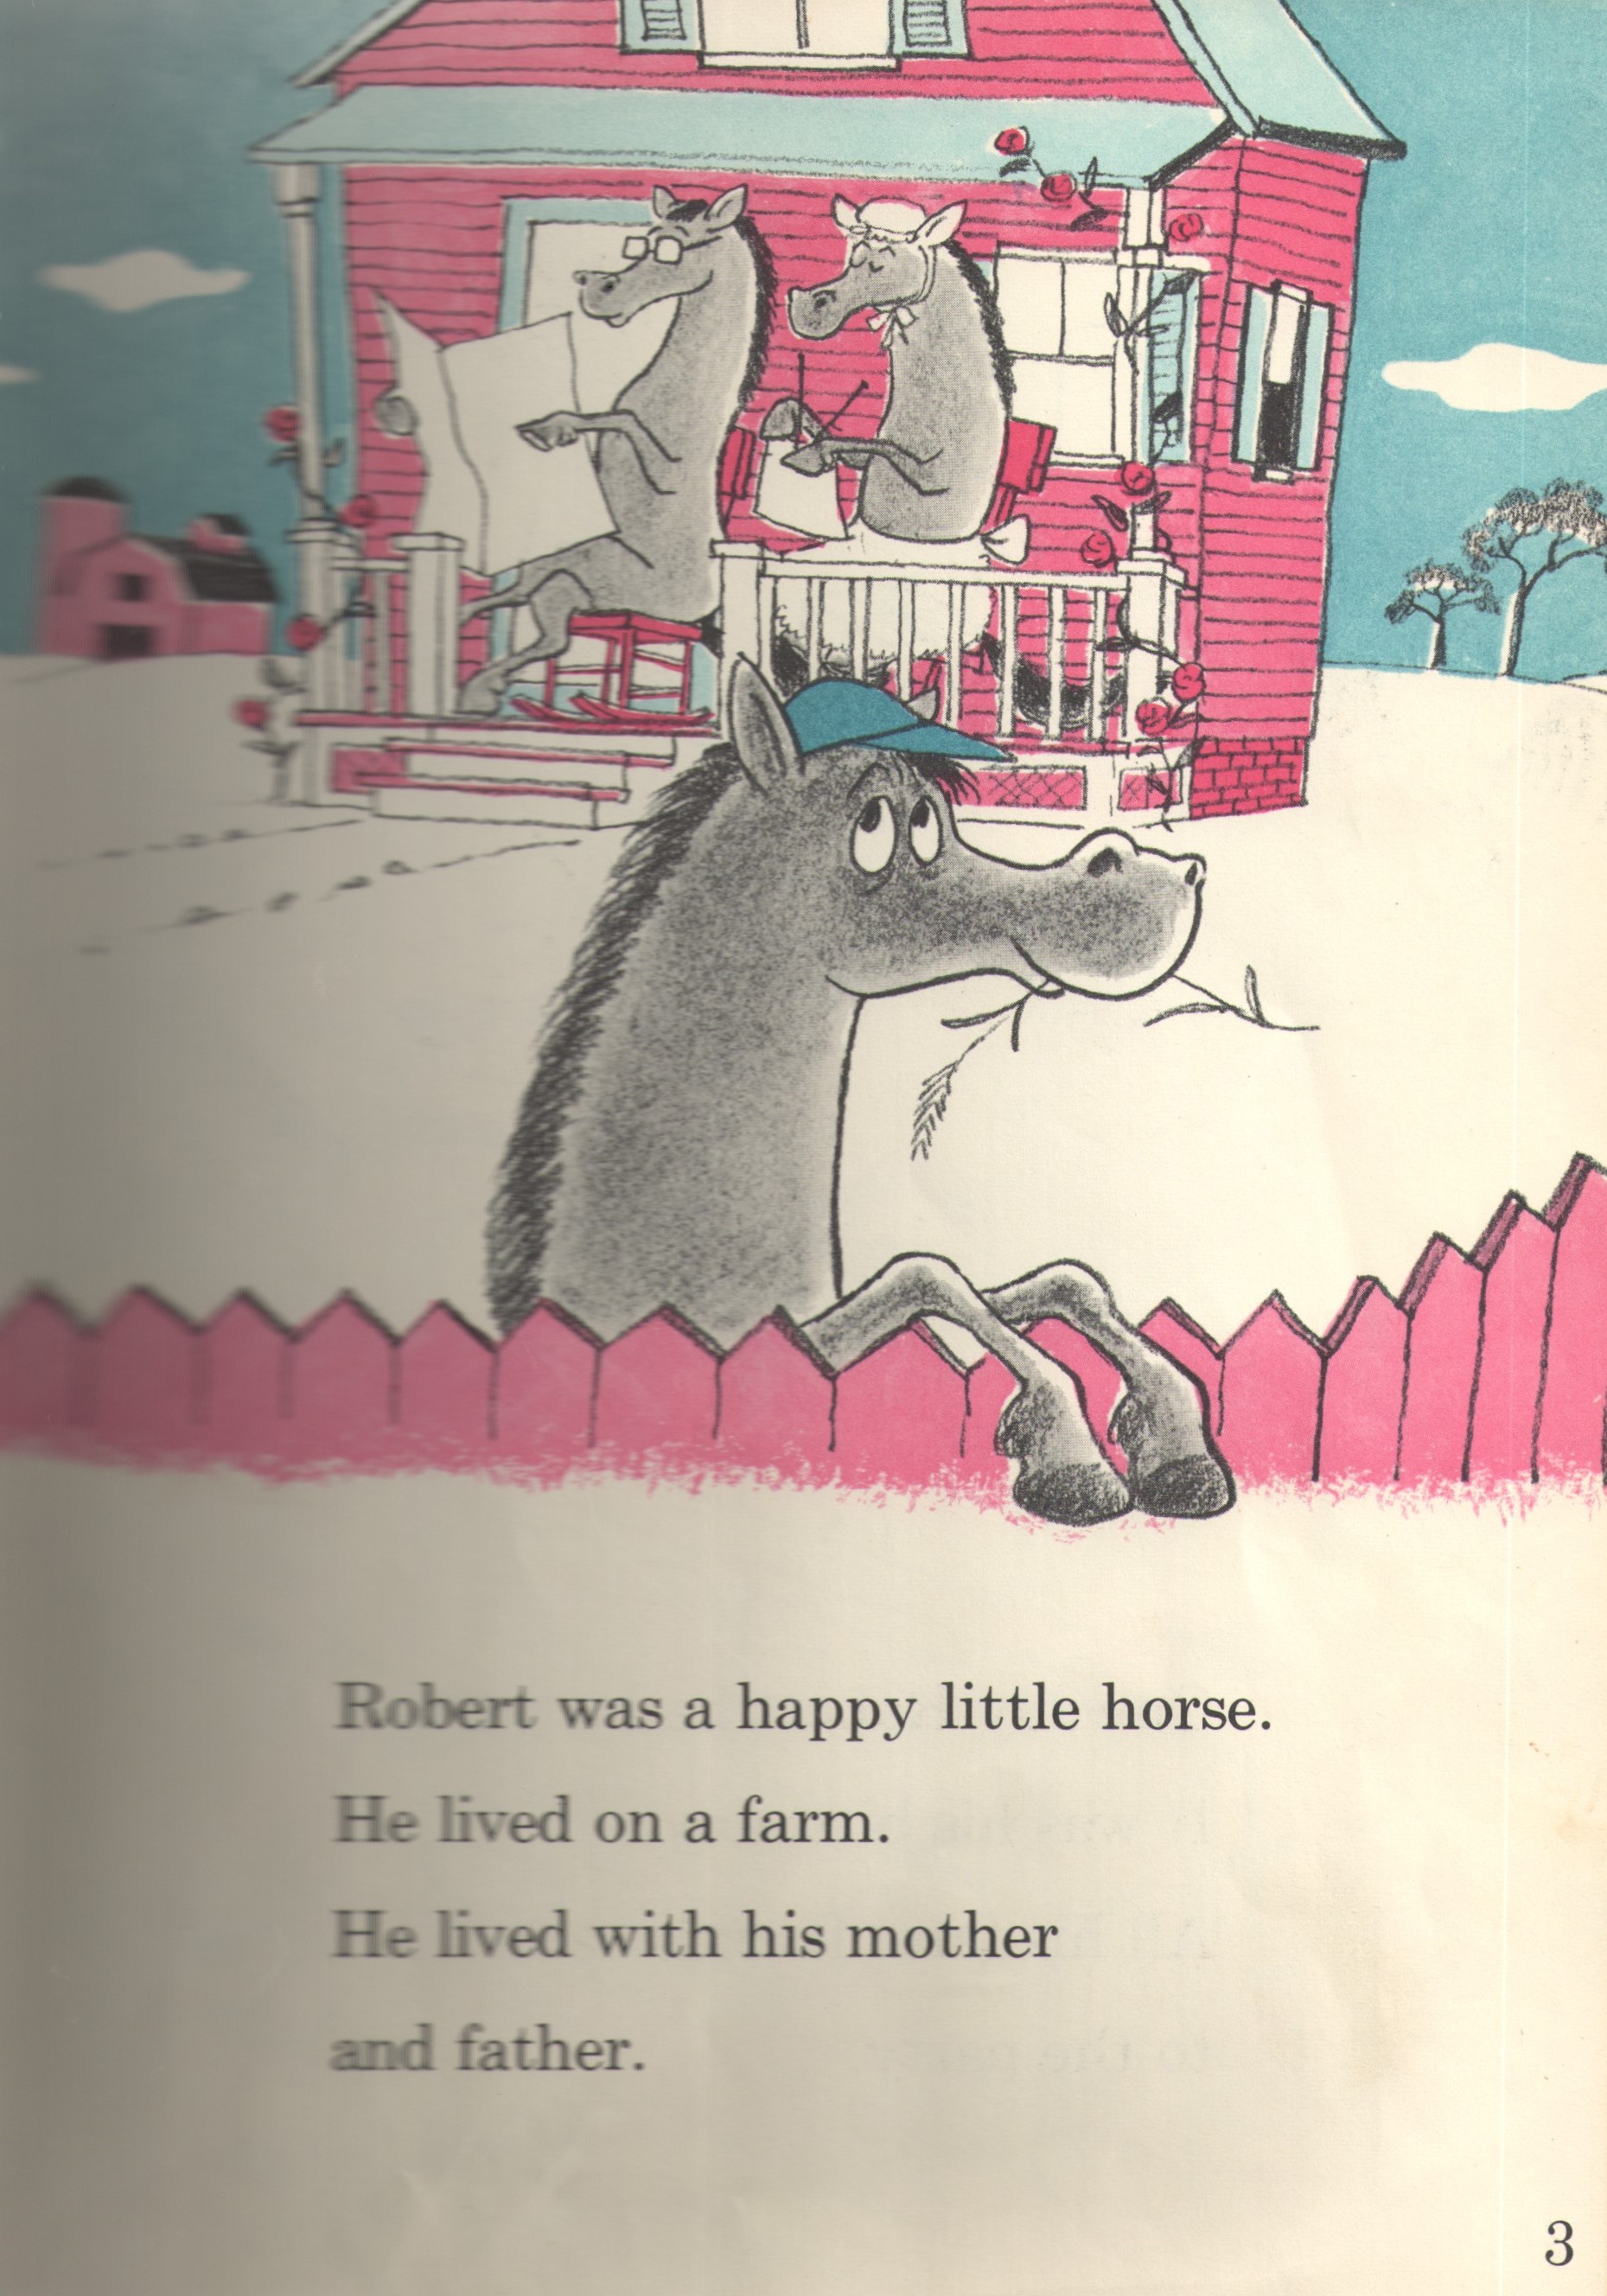 Robert was a happy little horse.
He lived on a farm.
He lived with his mother
and father.
3